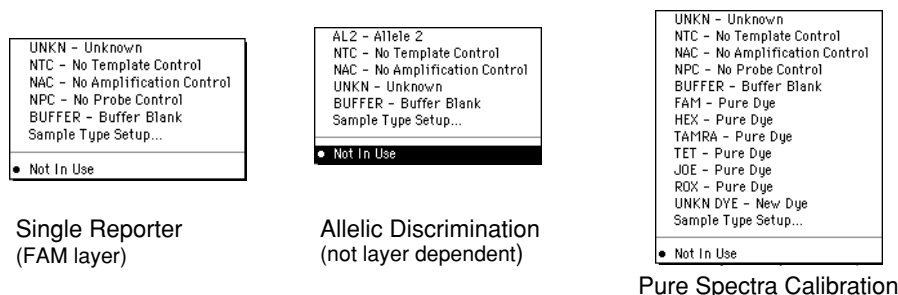 UNKN - Unknown
NTC - No Template Control
NAC - No Amplification Control
NPC - No Probe Control
BUFFER - Buffer Blank
Sample Type Setup...
• Not In Use
Single Reporter
(FAM layer)
AL2 - Allele 2
NTC - No Template Control
NAC - No Amplification Control
UNKN - Unknown
BUFFER - Buffer Blank
Sample Type Setup...
• Not In Use
Allelic Discrimination
(not layer dependent)
UNKN - Unknown
NTC - No Template Control
NAC - No Amplification Control
NPC - No Probe Control
BUFFER - Buffer Blank
FAM - Pure Dye
HEX - Pure Dye
TAMRA - Pure Dye
TET - Pure Dye
JOE - Pure Dye
ROX - Pure Dye
UNKN DYE - New Dye
Sample Type Setup...
• Not In Use
Pure Spectra Calibration